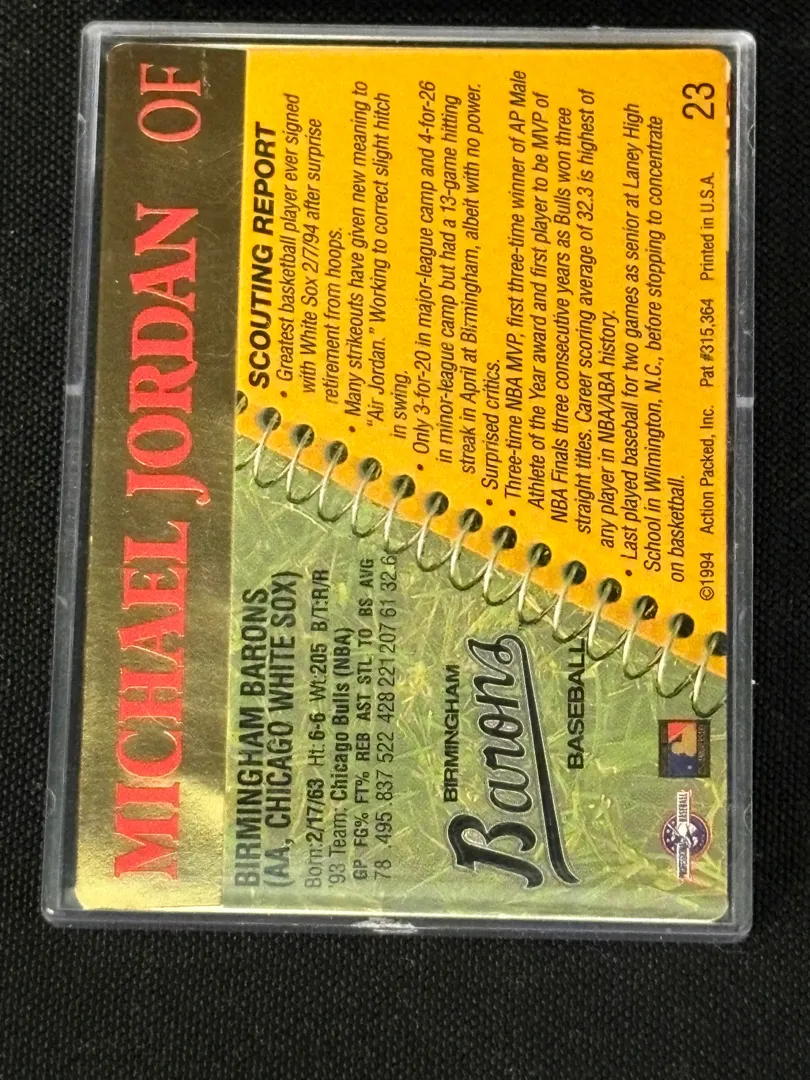 MICHAEL JORDAN OF
BIRMINGHAM BARONS
(AA, CHICAGO WHITE SOX)
Born:2/17/63 Ht:6-6 Wt:205 B/T:R/R
'93 Team: Chicago Bulls (NBA)
GP FG% FT% REB AST STL TO BS AVG
78 .495 .837 522 428 221 207 61 32.6
BIRMINGHAM
Barons
BASEBALL
SCOUTING REPORT
• Greatest basketball player ever signed
with White Sox 2/7/94 after surprise
retirement from hoops.
• Many strikeouts have given new meaning to
"Air Jordan." Working to correct slight hitch
in swing.
• Only 3-for-20 in major-league camp and 4-for-26
in minor-league camp but had a 13-game hitting
streak in April at Birmingham, albeit with no power.
• Surprised critics.
• Three-time NBA MVP, first three-time winner of AP Male
Athlete of the Year award and first player to be MVP of
NBA Finals three consecutive years as Bulls won three
straight titles. Career scoring average of 32.3 is highest of
any player in NBA/ABA history.
• Last played baseball for two games as senior at Laney High
School in Wilmington, N.C., before stopping to concentrate
on basketball.
©1994 Action Packed, Inc. Pat #315,364 Printed in U.S.A.
23